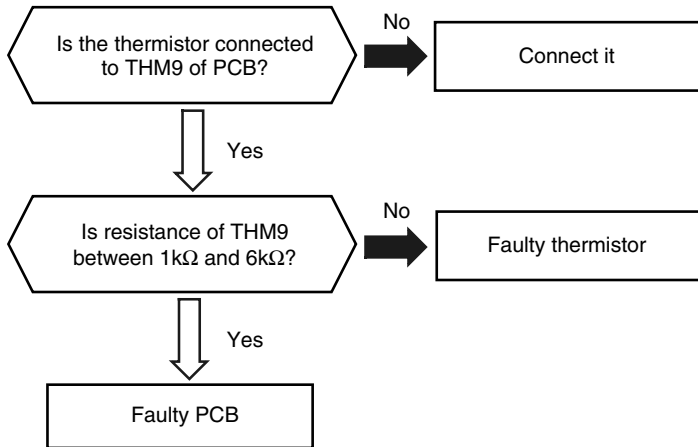 Is the thermistor connected
to THM9 of PCB?
No
Connect it
Yes
Is resistance of THM9
between 1kΩ and 6kΩ?
No
Faulty thermistor
Yes
Faulty PCB